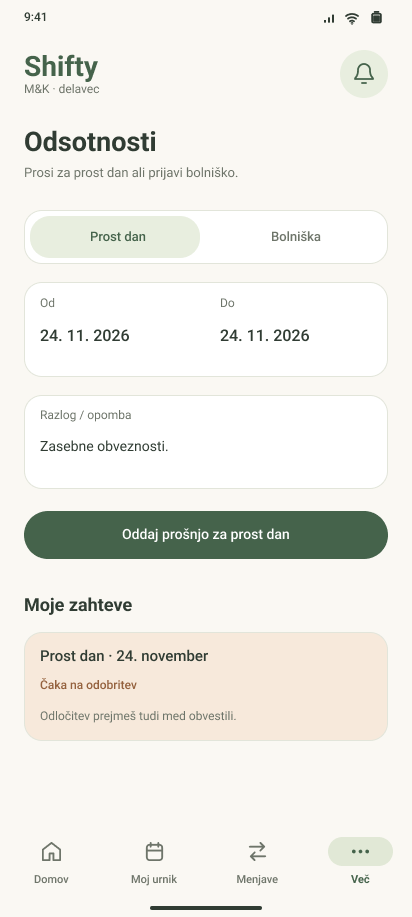 9:41
Shifty
M&K · delavec
Odsotnosti
Prosi za prost dan ali prijavi bolniško.
Prost dan
Bolniška
Od
Do
24. 11. 2026
24. 11. 2026
Razlog / opomba
Zasebne obveznosti.
Oddaj prošnjo za prost dan
Moje zahteve
Prost dan · 24. november
Čaka na odobritev
Odločitev prejmeš tudi med obvestili.
Domov
Moj urnik
Menjave
Več